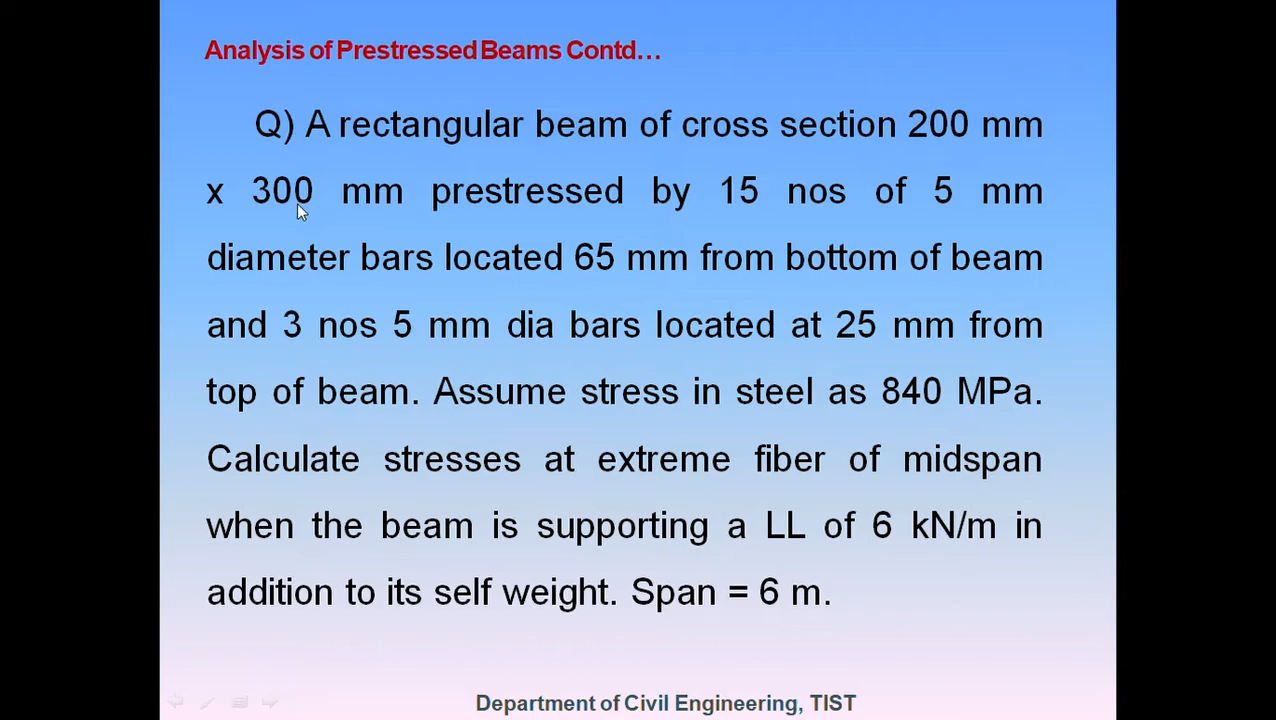 Analysis of Prestressed Beams Contd…
Q) A rectangular beam of cross section 200 mm
x 300 mm prestressed by 15 nos of 5 mm
diameter bars located 65 mm from bottom of beam
and 3 nos 5 mm dia bars located at 25 mm from
top of beam. Assume stress in steel as 840 MPa.
Calculate stresses at extreme fiber of midspan
when the beam is supporting a LL of 6 kN/m in
addition to its self weight. Span = 6 m.
Department of Civil Engineering, TIST